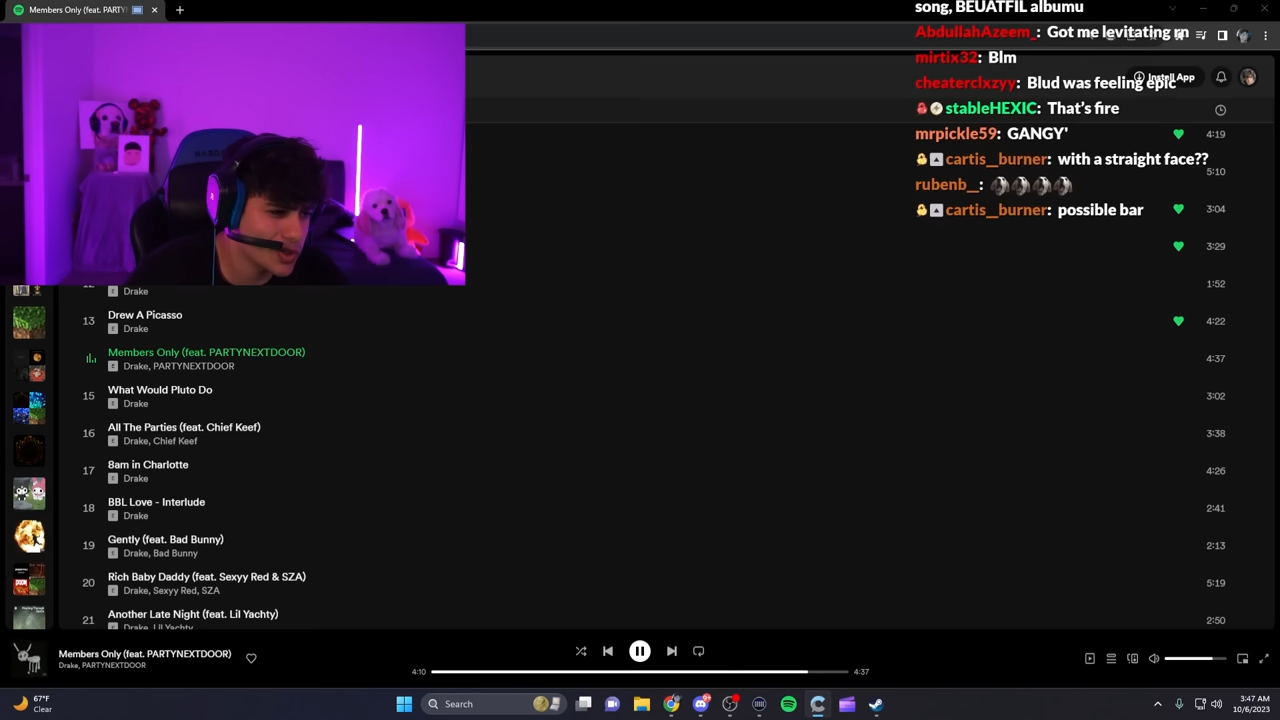 Members Only (feat. PARTY
song, BEUATFIL albumu
AbdullahAzeem_: Got me levitating rn
mirtix32: Blm
Install App
cheaterclxzyy: Blud was feeling epic
stableHEXIC: That's fire
mrpickle59: GANGY'
4:19
cartis__burner: with a straight face??
5:10
rubenb__:
cartis__burner: possible bar
3:04
3:29
1:52
E Drake
13 Drew A Picasso 4:22
E Drake
Members Only (feat. PARTYNEXTDOOR) 4:37
E Drake, PARTYNEXTDOOR
15 What Would Pluto Do 3:02
E Drake
16 All The Parties (feat. Chief Keef) 3:38
E Drake, Chief Keef
17 8am in Charlotte 4:26
E Drake
18 BBL Love - Interlude 2:41
E Drake
19 Gently (feat. Bad Bunny) 2:13
E Drake, Bad Bunny
20 Rich Baby Daddy (feat. Sexyy Red & SZA) 5:19
E Drake, Sexyy Red, SZA
21 Another Late Night (feat. Lil Yachty) 2:50
E Drake, Lil Yachty
Members Only (feat. PARTYNEXTDOOR)
Drake, PARTYNEXTDOOR
4:10 4:37
67°F
Clear
Search
3:47 AM
10/6/2023